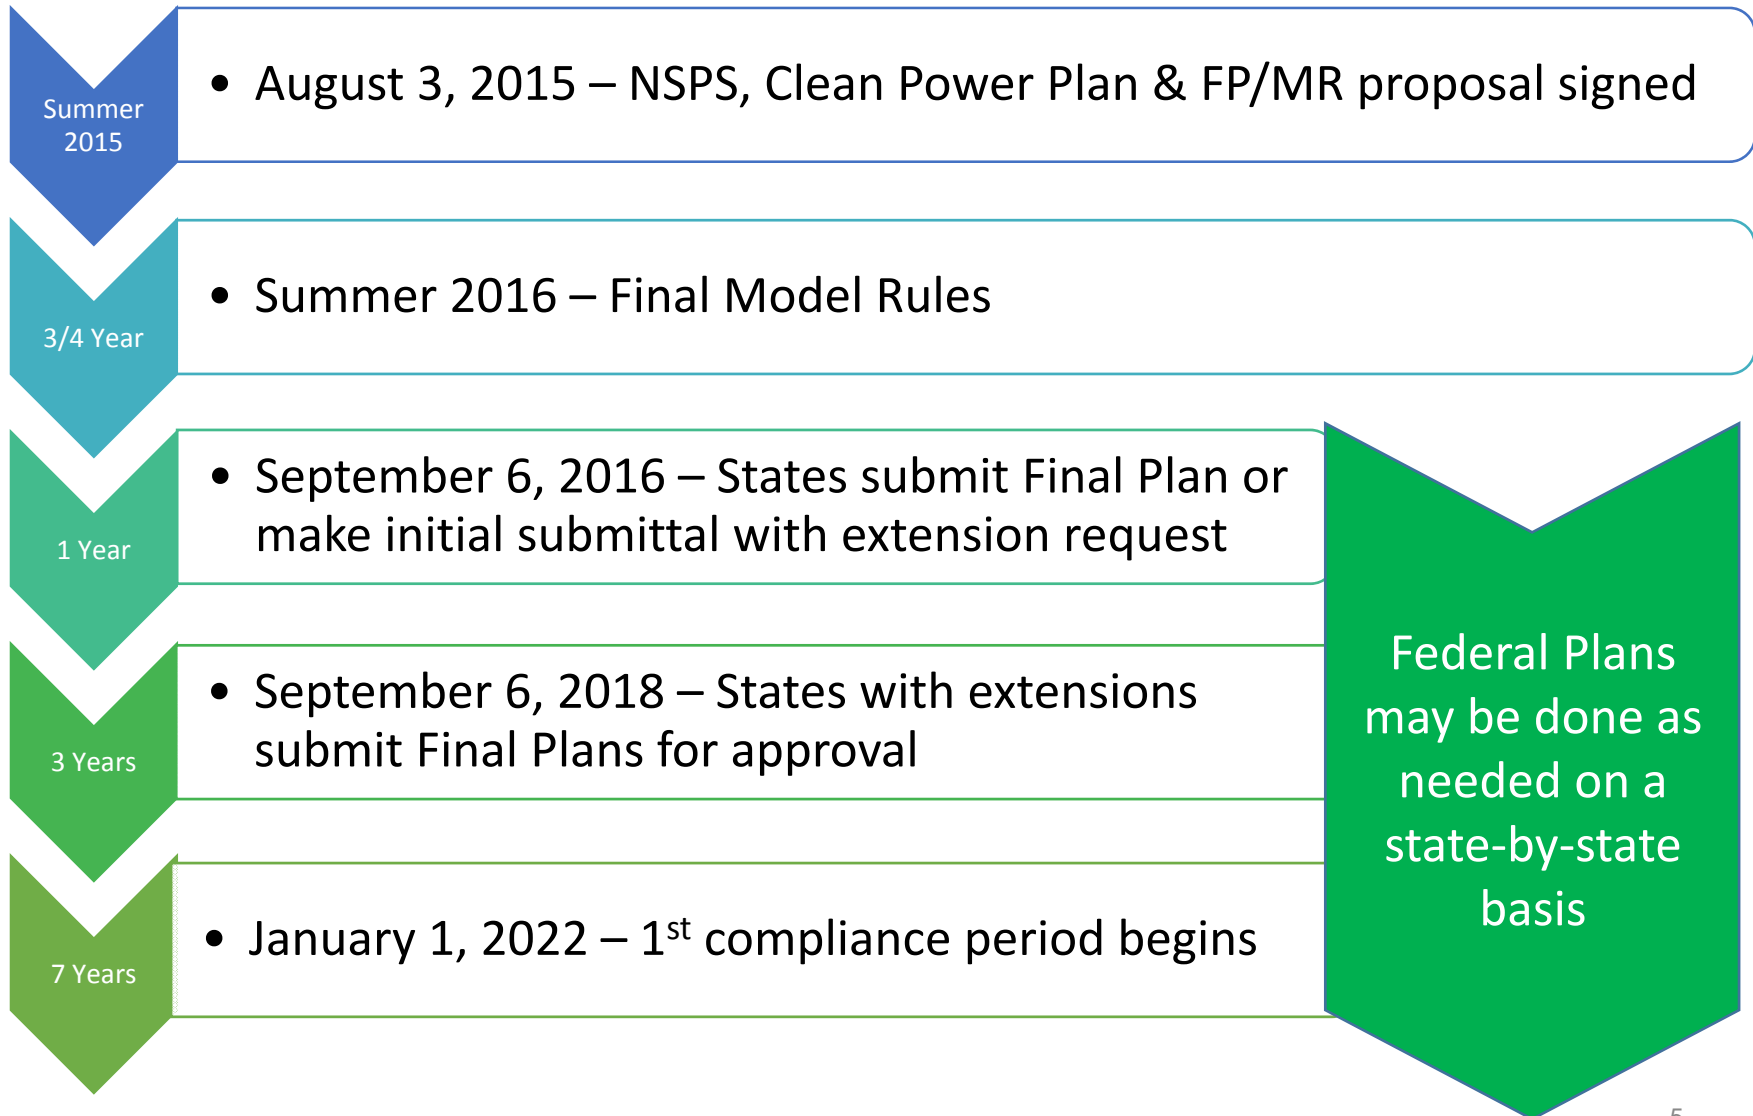 Summer
2015
• August 3, 2015 – NSPS, Clean Power Plan & FP/MR proposal signed
3/4 Year
• Summer 2016 – Final Model Rules
1 Year
• September 6, 2016 – States submit Final Plan or
make initial submittal with extension request
3 Years
• September 6, 2018 – States with extensions
submit Final Plans for approval
7 Years
• January 1, 2022 – 1st compliance period begins
Federal Plans
may be done as
needed on a
state-by-state
basis
5